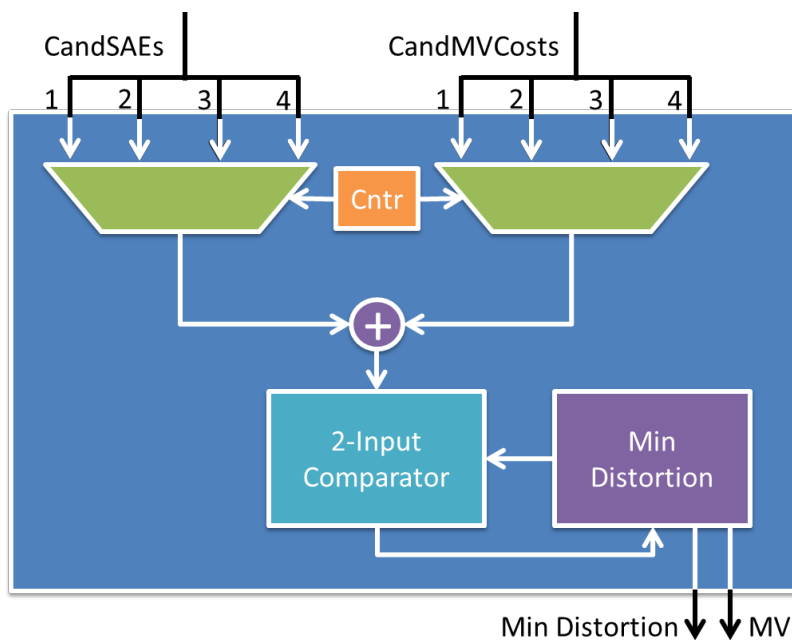 CandSAEs CandMVCosts
1 2 3 4 1 2 3 4
Cntr
+
2-Input
Comparator
Min
Distortion
Min Distortion MV